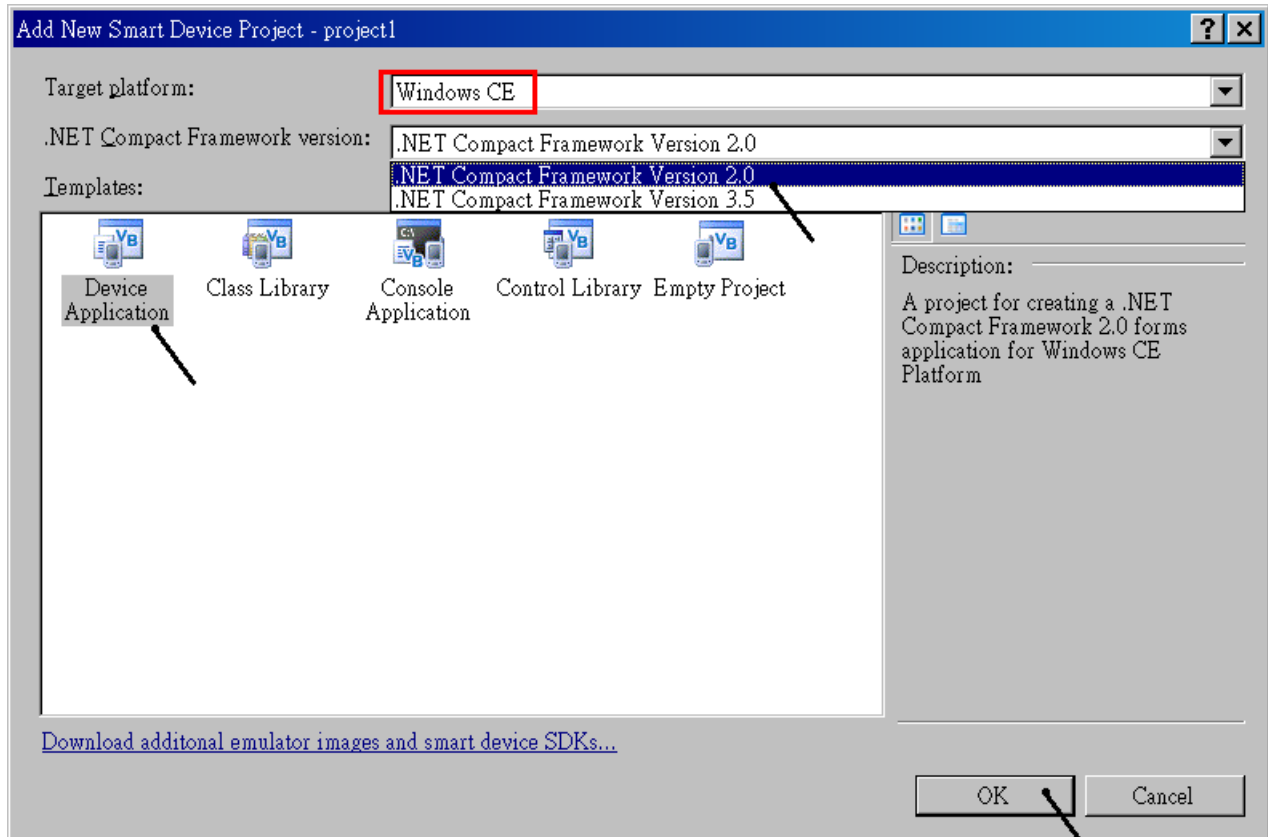 Add New Smart Device Project - project1
Target platform:
Windows CE
.NET Compact Framework version:
.NET Compact Framework Version 2.0
.NET Compact Framework Version 2.0
.NET Compact Framework Version 3.5
Templates:
Device
Application
Class Library
Console
Application
Control Library
Empty Project
Description:
A project for creating a .NET
Compact Framework 2.0 forms
application for Windows CE
Platform
Download additonal emulator images and smart device SDKs...
OK
Cancel